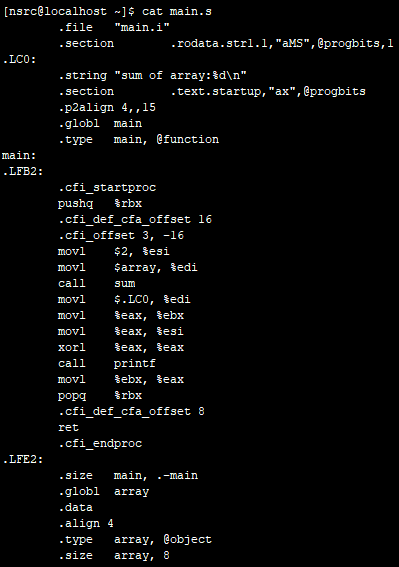 [nsrc@localhost ~]$ cat main.s
.file "main.i"
.section .rodata.str1.1,"aMS",@progbits,1
.LC0:
.string "sum of array:%d\n"
.section .text.startup,"ax",@progbits
.p2align 4,,15
.globl main
.type main, @function
main:
.LFB2:
.cfi_startproc
pushq %rbx
.cfi_def_cfa_offset 16
.cfi_offset 3, -16
movl $2, %esi
movl $array, %edi
call sum
movl $.LC0, %edi
movl %eax, %ebx
movl %eax, %esi
xorl %eax, %eax
call printf
movl %ebx, %eax
popq %rbx
.cfi_def_cfa_offset 8
ret
.cfi_endproc
.LFE2:
.size main, .-main
.globl array
.data
.align 4
.type array, @object
.size array, 8